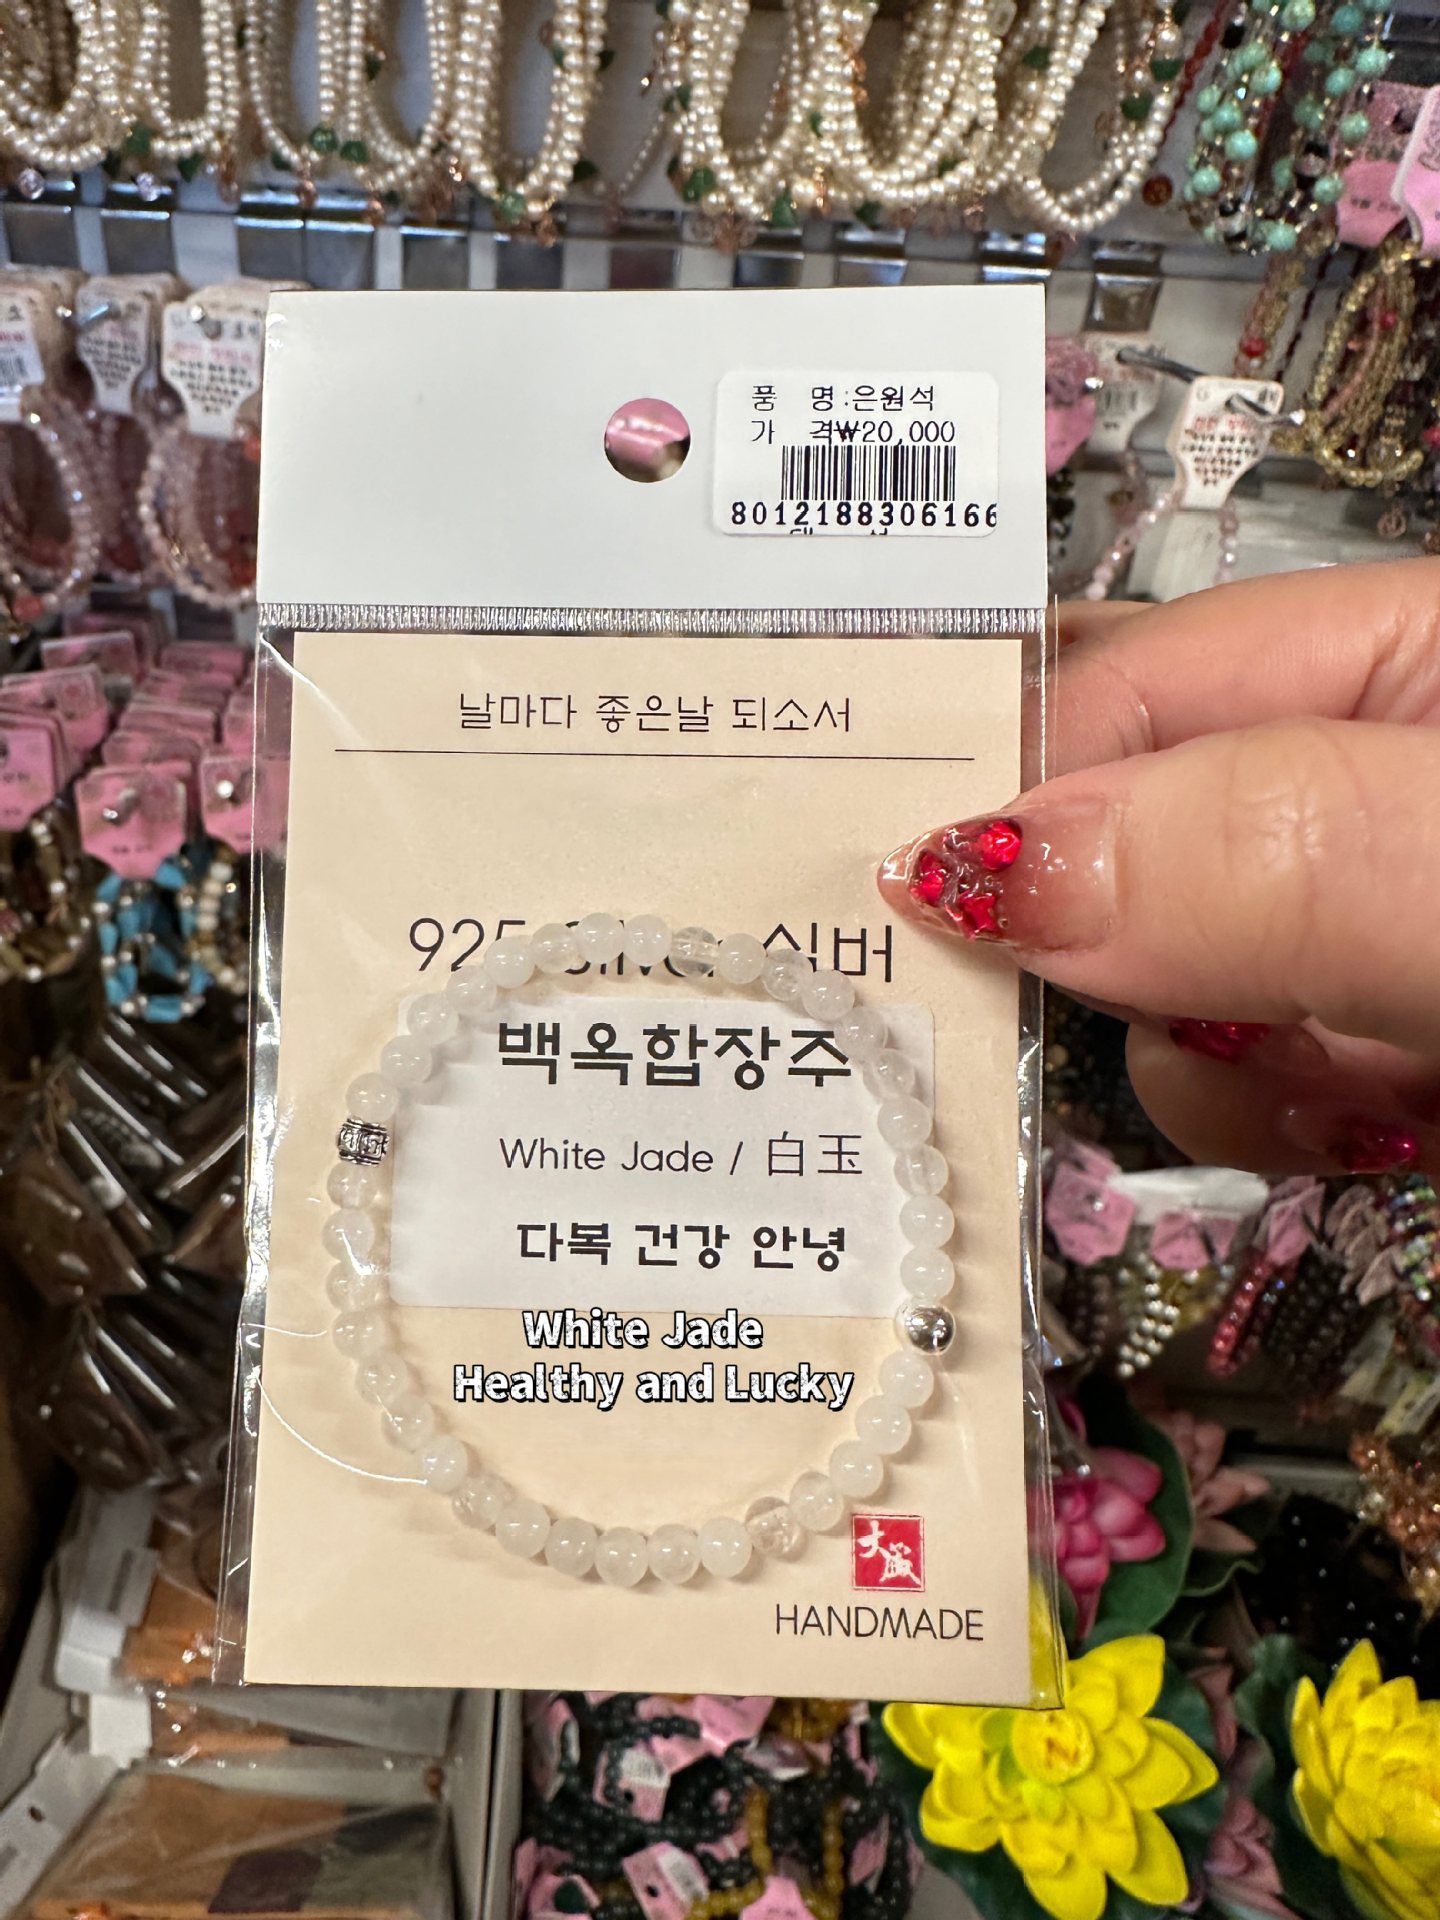 품 명:은원석
가 격₩20,000
8012188306166
날마다 좋은날 되소서
925 Silver 실버
백옥합장주
White Jade / 白玉
다복 건강 안녕
White Jade
Healthy and Lucky
HANDMADE